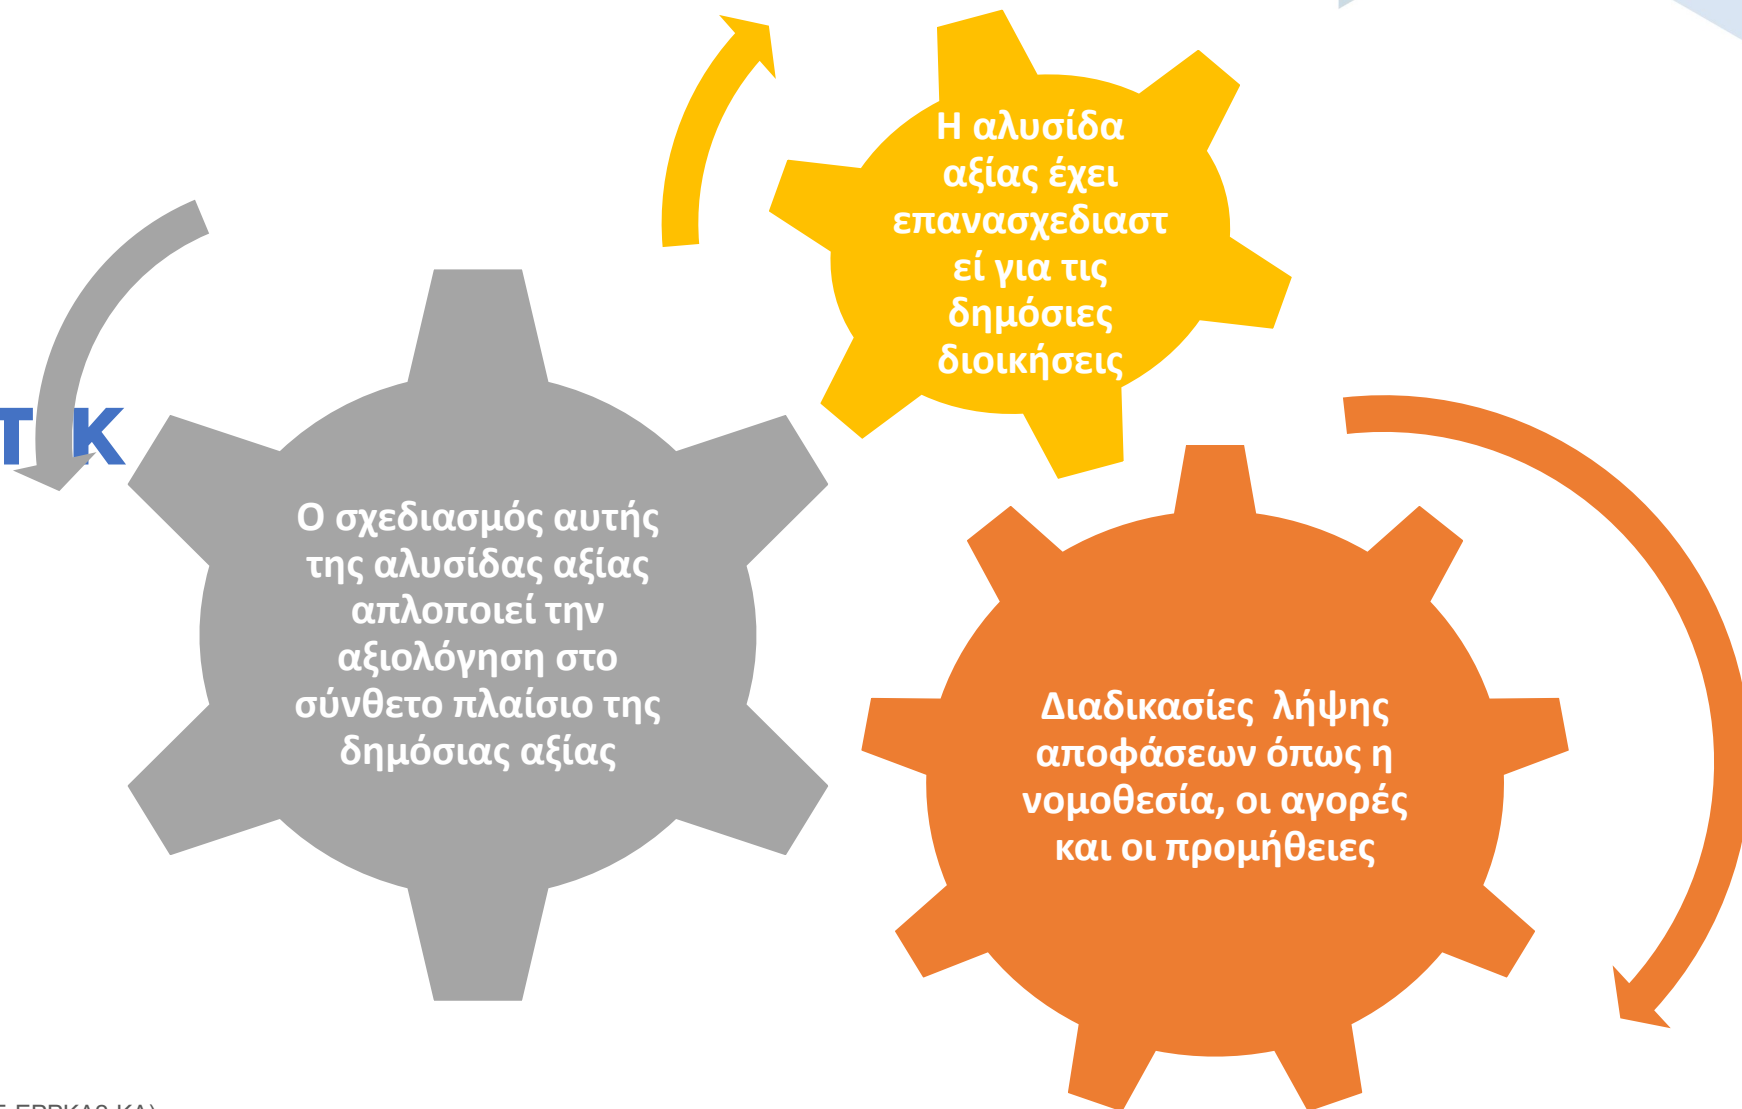 Η αλυσίδα
αξίας έχει
επανασχεδιαστ
εί για τις
δημόσιες
διοικήσεις
Τ Κ
Ο σχεδιασμός αυτής
της αλυσίδας αξίας
απλοποιεί την
αξιολόγηση στο
σύνθετο πλαίσιο της
δημόσιας αξίας
Διαδικασίες λήψης
αποφάσεων όπως η
νομοθεσία, οι αγορές
και οι προμήθειες